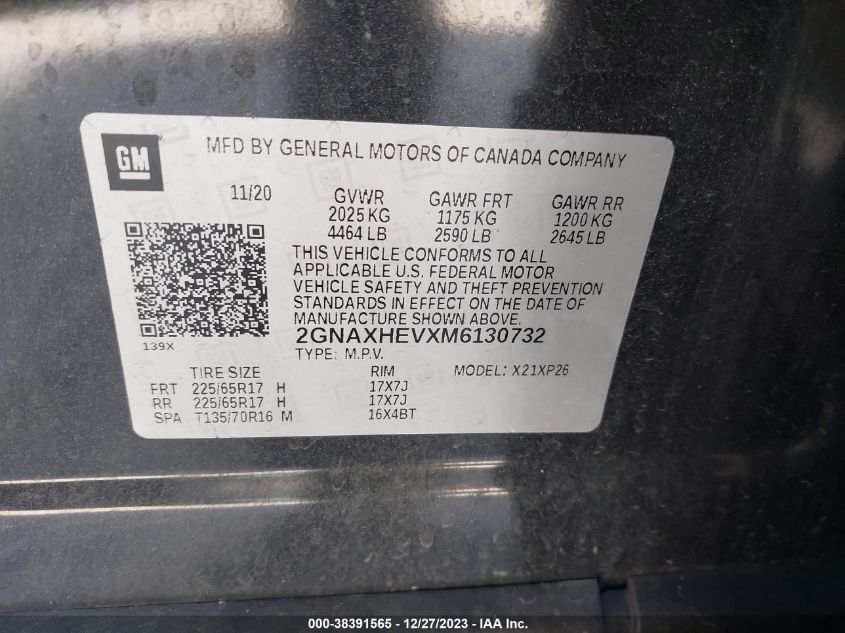 GM
MFD BY GENERAL MOTORS OF CANADA COMPANY
11/20 GVWR GAWR FRT GAWR RR
2025 KG 1175 KG 1200 KG
4464 LB 2590 LB 2645 LB
THIS VEHICLE CONFORMS TO ALL
APPLICABLE U.S. FEDERAL MOTOR
VEHICLE SAFETY AND THEFT PREVENTION
STANDARDS IN EFFECT ON THE DATE OF
MANUFACTURE SHOWN ABOVE.
139X 2GNAXHEVXM6130732
TYPE: M.P.V.
TIRE SIZE RIM MODEL: X21XP26
FRT 225/65R17 H 17X7J
RR 225/65R17 H 17X7J
SPA T135/70R16 M 16X4BT
000-38391565 - 12/27/2023 - IAA Inc.